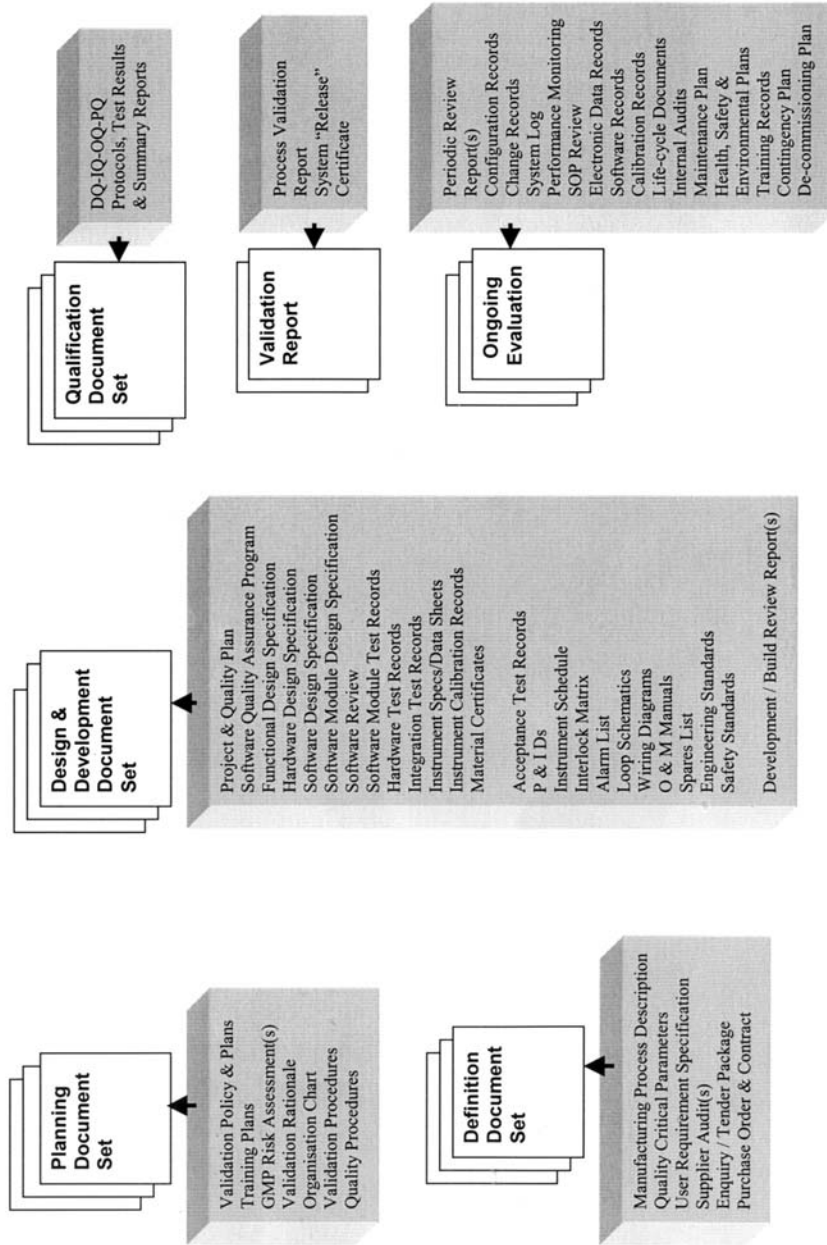 Planning
Document
Set
Validation Policy & Plans
Training Plans
GMP Risk Assessment(s)
Validation Rationale
Organisation Chart
Validation Procedures
Quality Procedures
Definition
Document
Set
Manufacturing Process Description
Quality Critical Parameters
User Requirement Specification
Supplier Audit(s)
Enquiry / Tender Package
Purchase Order & Contract
Design &
Development
Document
Set
Project & Quality Plan
Software Quality Assurance Program
Functional Design Specification
Hardware Design Specification
Software Design Specification
Software Module Design Specification
Software Review
Software Module Test Records
Hardware Test Records
Integration Test Records
Instrument Specs/Data Sheets
Instrument Calibration Records
Material Certificates
Acceptance Test Records
P & I Ds
Instrument Schedule
Interlock Matrix
Alarm List
Loop Schematics
Wiring Diagrams
O & M Manuals
Spares List
Engineering Standards
Safety Standards
Development / Build Review Report(s)
Qualification
Document
Set
DQ-IQ-OQ-PQ
Protocols, Test Results
& Summary Reports
Validation
Report
Process Validation
Report
System “Release”
Certificate
Ongoing
Evaluation
Periodic Review
Report(s)
Configuration Records
Change Records
System Log
Performance Monitoring
SOP Review
Electronic Data Records
Software Records
Calibration Records
Life-cycle Documents
Internal Audits
Maintenance Plan
Health, Safety &
Environmental Plans
Training Records
Contingency Plan
De-commissioning Plan